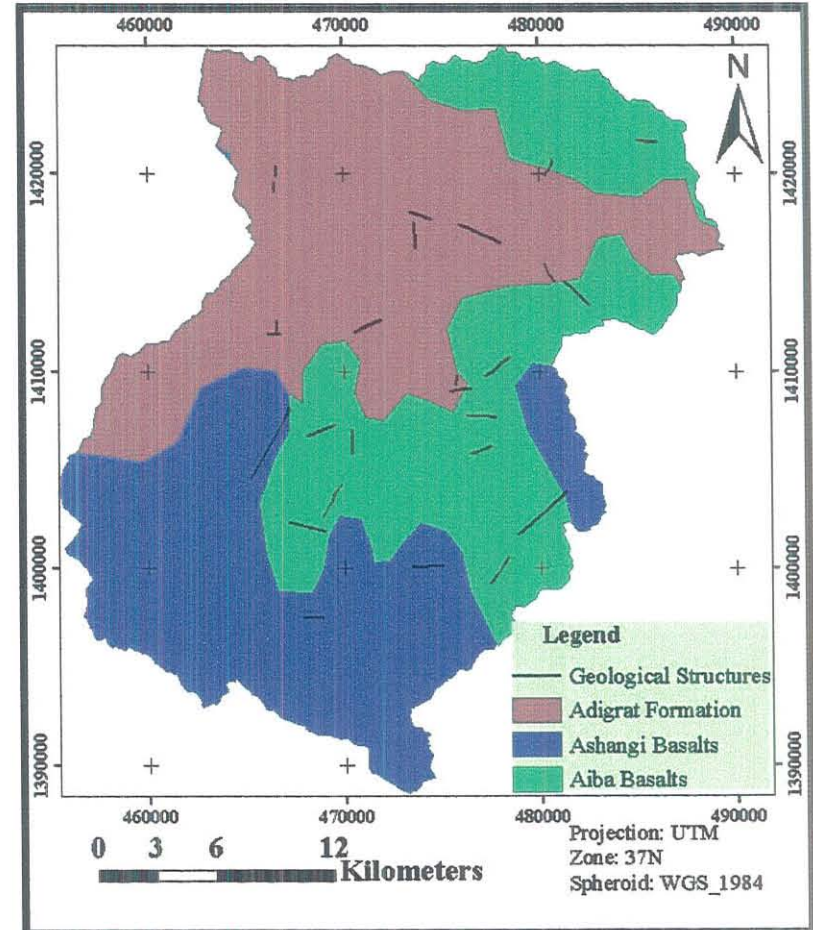 460000 470000 480000 490000
N
1420000 1420000
1410000 1410000
1400000 1400000
1390000 1390000
Legend
Geological Structures
Adigrat Formation
Ashangi Basalts
Aiba Basalts
460000 470000 480000 490000
0 3 6 12
Kilometers
Projection: UTM
Zone: 37N
Spheroid: WGS_1984